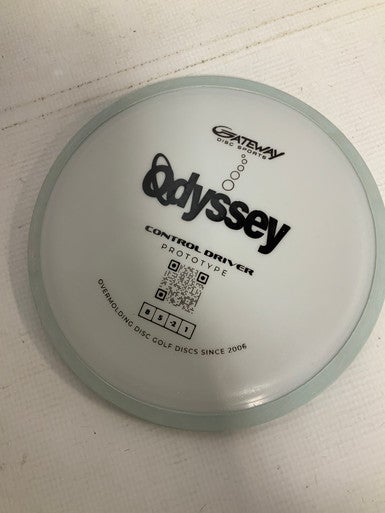 GATEWAY
DISC SPORTS
Odyssey
CONTROL DRIVER
PROTOTYPE
8 5 -2 1
OVERMOLDING DISC GOLF DISCS SINCE 2006